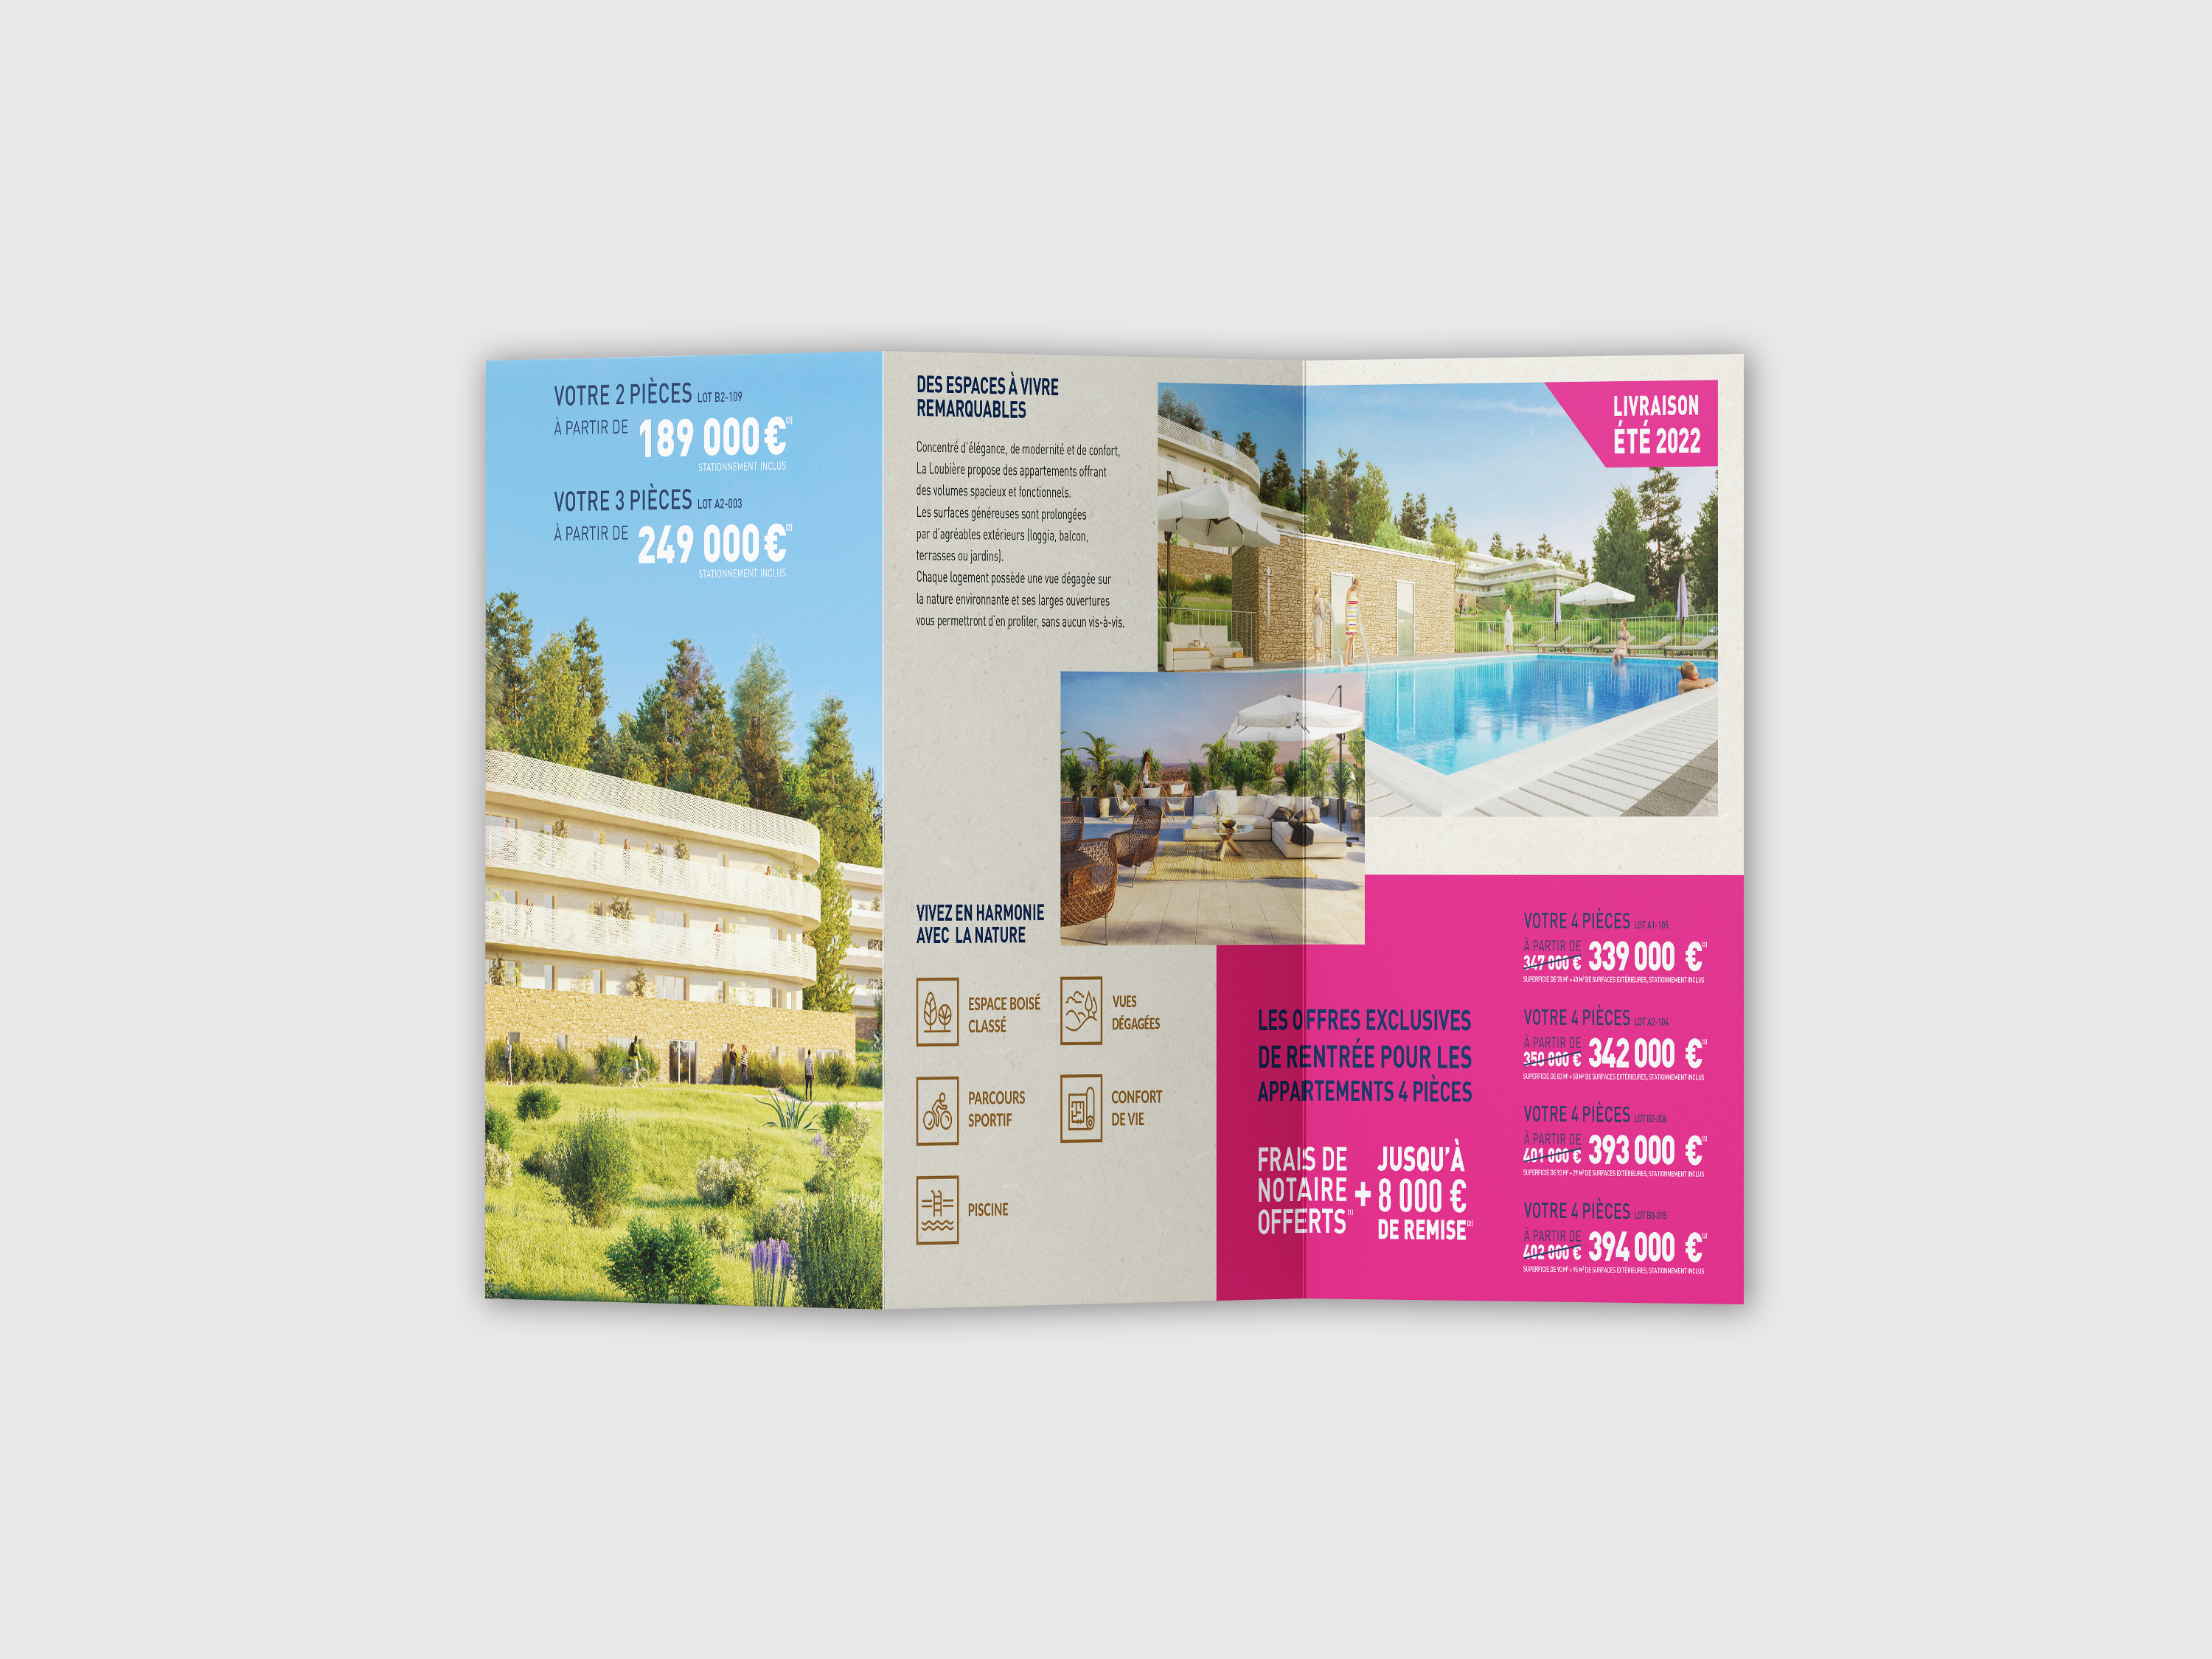 VOTRE 2 PIÈCES LOT B2-109
À PARTIR DE 189 000 € (3)
STATIONNEMENT INCLUS
VOTRE 3 PIÈCES LOT A2-003
À PARTIR DE 249 000 € (3)
STATIONNEMENT INCLUS
DES ESPACES À VIVRE
REMARQUABLES
Concentré d'élégance, de modernité et de confort,
La Loubière propose des appartements offrant
des volumes spacieux et fonctionnels.
Les surfaces généreuses sont prolongées
par d'agréables extérieurs (loggia, balcon,
terrasses ou jardins).
Chaque logement possède une vue dégagée sur
la nature environnante et ses larges ouvertures
vous permettront d'en profiter, sans aucun vis-à-vis.
VIVEZ EN HARMONIE
AVEC LA NATURE
ESPACE BOISÉ
CLASSÉ
VUES
DÉGAGÉES
PARCOURS
SPORTIF
CONFORT
DE VIE
PISCINE
LIVRAISON
ÉTÉ 2022
LES OFFRES EXCLUSIVES
DE RENTRÉE POUR LES
APPARTEMENTS 4 PIÈCES
FRAIS DE
NOTAIRE
OFFERTS (1)
+
JUSQU'À
8 000 €
DE REMISE (2)
VOTRE 4 PIÈCES LOT A1-105
À PARTIR DE
347 000 € 339 000 € (3)
SUPERFICIE DE 78 M² + 40 M² DE SURFACES EXTÉRIEURES, STATIONNEMENT INCLUS
VOTRE 4 PIÈCES LOT A2-104
À PARTIR DE
350 000 € 342 000 € (3)
SUPERFICIE DE 83 M² + 50 M² DE SURFACES EXTÉRIEURES, STATIONNEMENT INCLUS
VOTRE 4 PIÈCES LOT B2-206
À PARTIR DE
401 000 € 393 000 € (3)
SUPERFICIE DE 93 M² + 29 M² DE SURFACES EXTÉRIEURES, STATIONNEMENT INCLUS
VOTRE 4 PIÈCES LOT B3-015
À PARTIR DE
402 000 € 394 000 € (3)
SUPERFICIE DE 90 M² + 95 M² DE SURFACES EXTÉRIEURES, STATIONNEMENT INCLUS